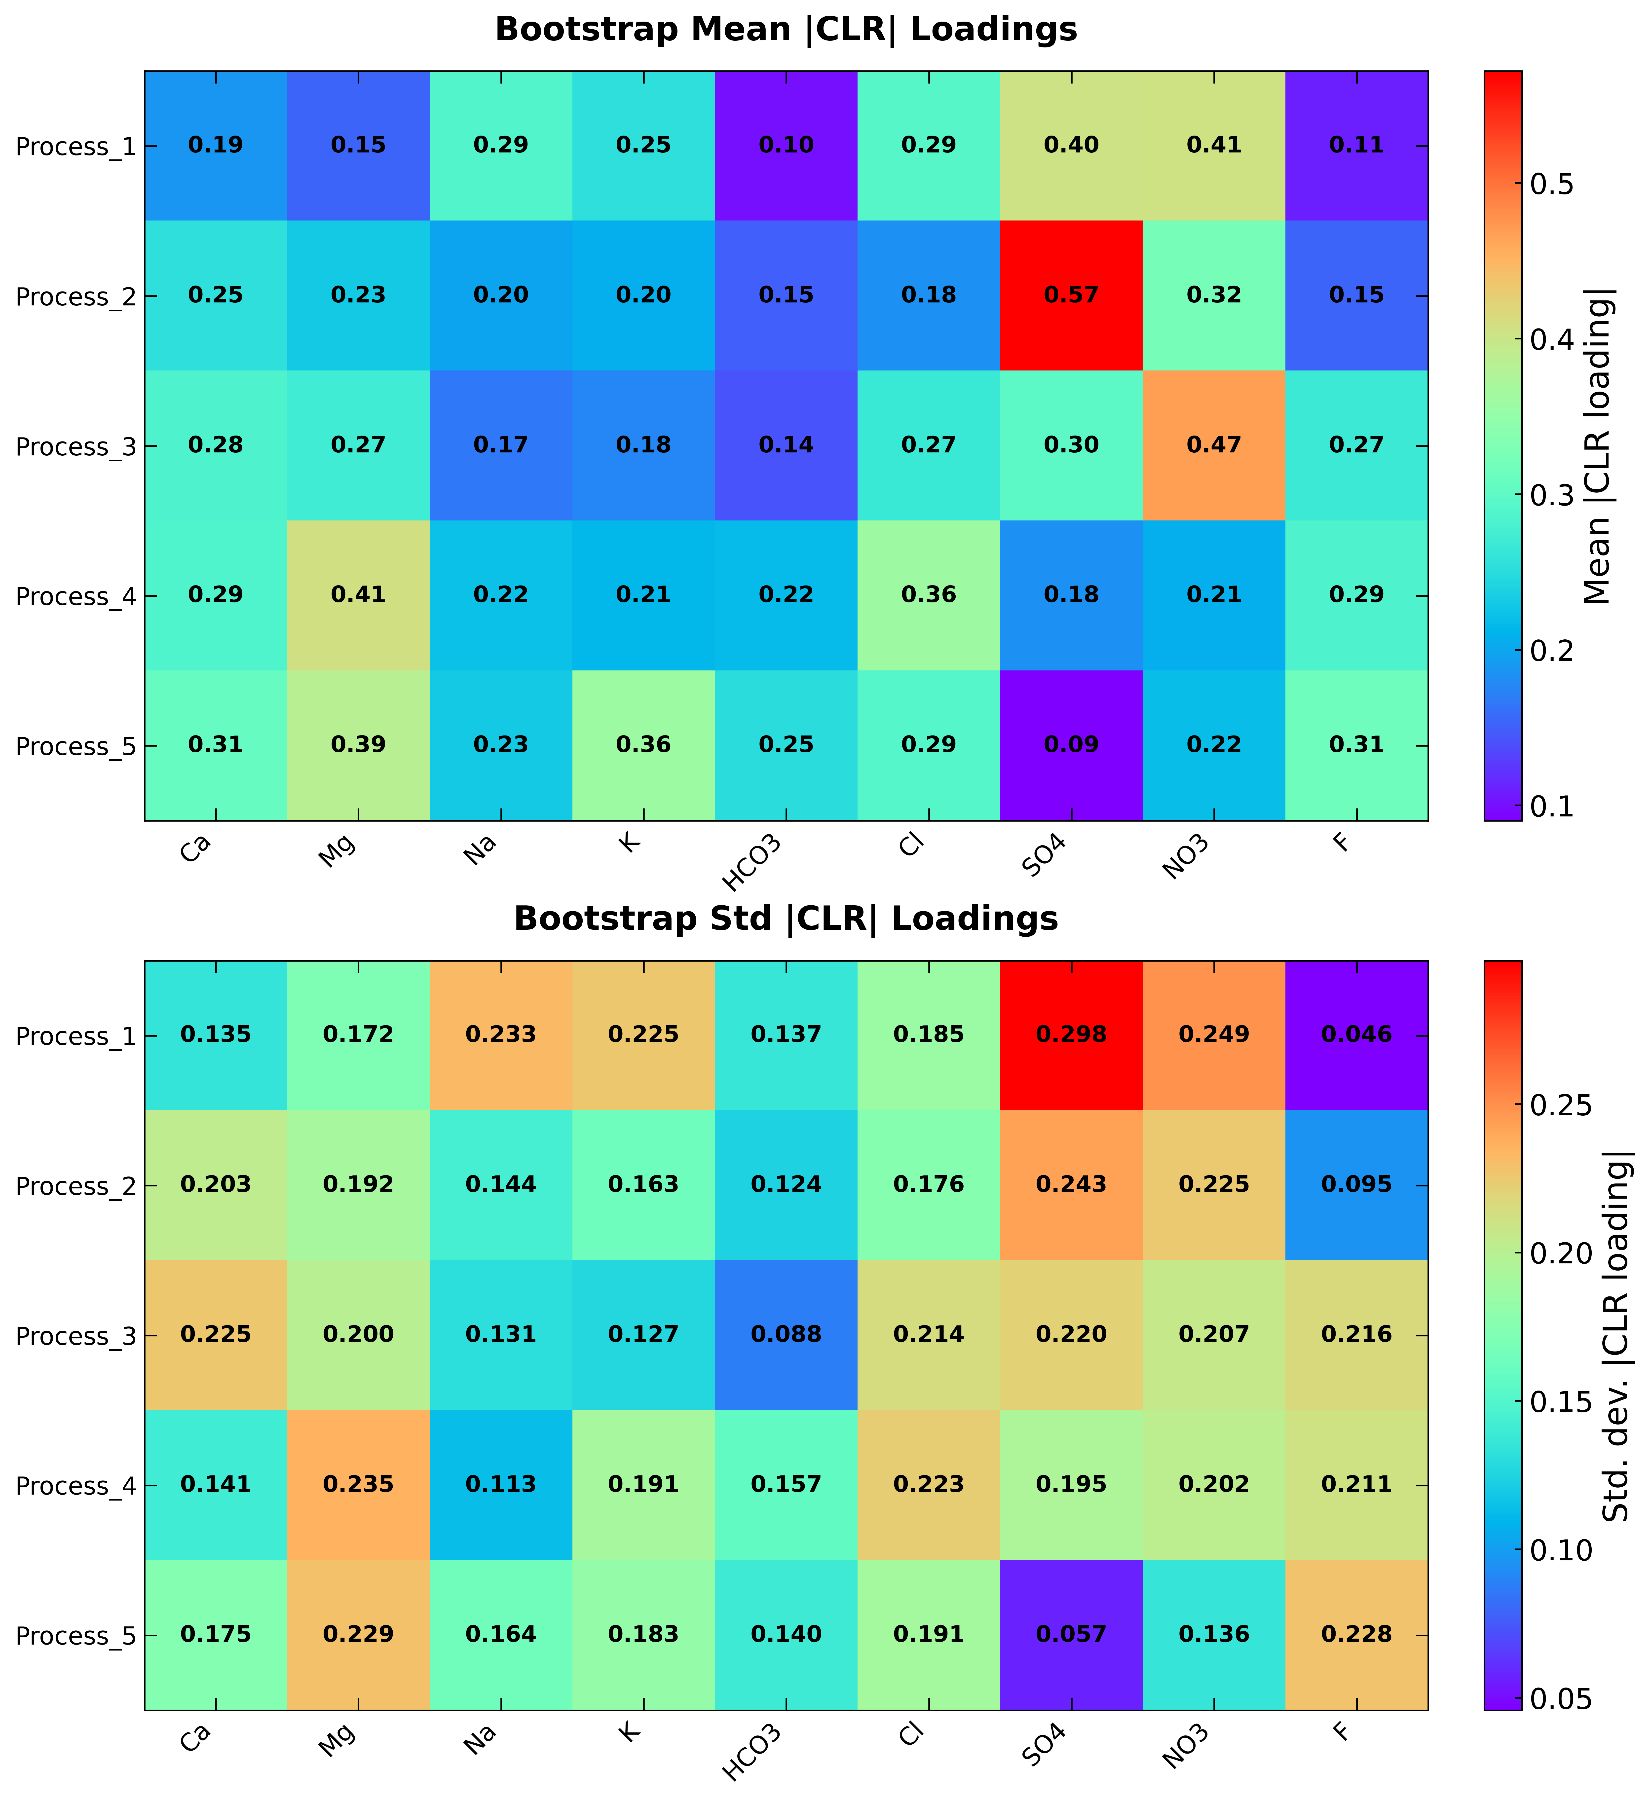 Bootstrap Mean |CLR| Loadings
Process_1 0.19 0.15 0.29 0.25 0.10 0.29 0.40 0.41 0.11
Process_2 0.25 0.23 0.20 0.20 0.15 0.18 0.57 0.32 0.15
Process_3 0.28 0.27 0.17 0.18 0.14 0.27 0.30 0.47 0.27
Process_4 0.29 0.41 0.22 0.21 0.22 0.36 0.18 0.21 0.29
Process_5 0.31 0.39 0.23 0.36 0.25 0.29 0.09 0.22 0.31
Ca Mg Na K HCO3 Cl SO4 NO3 F
0.5
0.4
0.3
0.2
0.1
Mean |CLR loading|
Bootstrap Std |CLR| Loadings
Process_1 0.135 0.172 0.233 0.225 0.137 0.185 0.298 0.249 0.046
Process_2 0.203 0.192 0.144 0.163 0.124 0.176 0.243 0.225 0.095
Process_3 0.225 0.200 0.131 0.127 0.088 0.214 0.220 0.207 0.216
Process_4 0.141 0.235 0.113 0.191 0.157 0.223 0.195 0.202 0.211
Process_5 0.175 0.229 0.164 0.183 0.140 0.191 0.057 0.136 0.228
Ca Mg Na K HCO3 Cl SO4 NO3 F
0.25
0.20
0.15
0.10
0.05
Std. dev. |CLR loading|